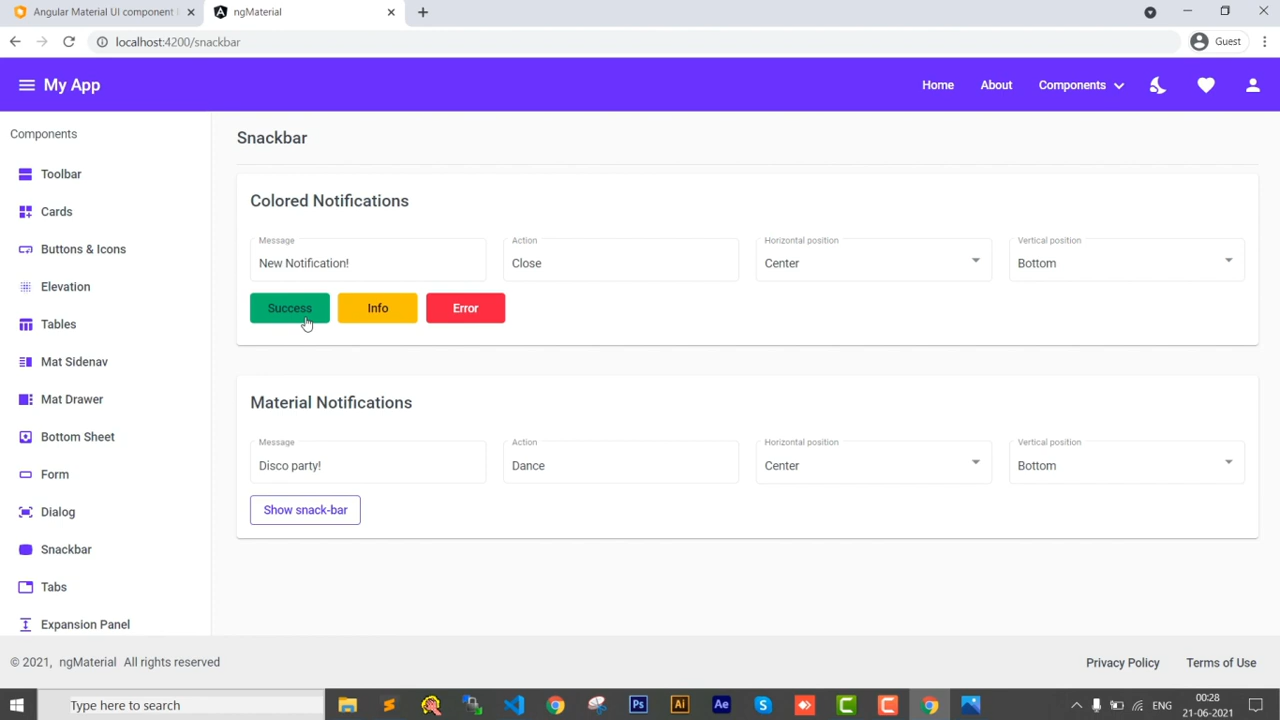 Angular Material UI component
ngMaterial
localhost:4200/snackbar
Guest
My App
Home
About
Components
Components
Toolbar
Cards
Buttons & Icons
Elevation
Tables
Mat Sidenav
Mat Drawer
Bottom Sheet
Form
Dialog
Snackbar
Tabs
Expansion Panel
Snackbar
Colored Notifications
Message
New Notification!
Action
Close
Horizontal position
Center
Vertical position
Bottom
Success
Info
Error
Material Notifications
Message
Disco party!
Action
Dance
Horizontal position
Center
Vertical position
Bottom
Show snack-bar
© 2021, ngMaterial All rights reserved
Privacy Policy
Terms of Use
Type here to search
Ps
Ai
Ae
ENG
00:28
21-06-2021